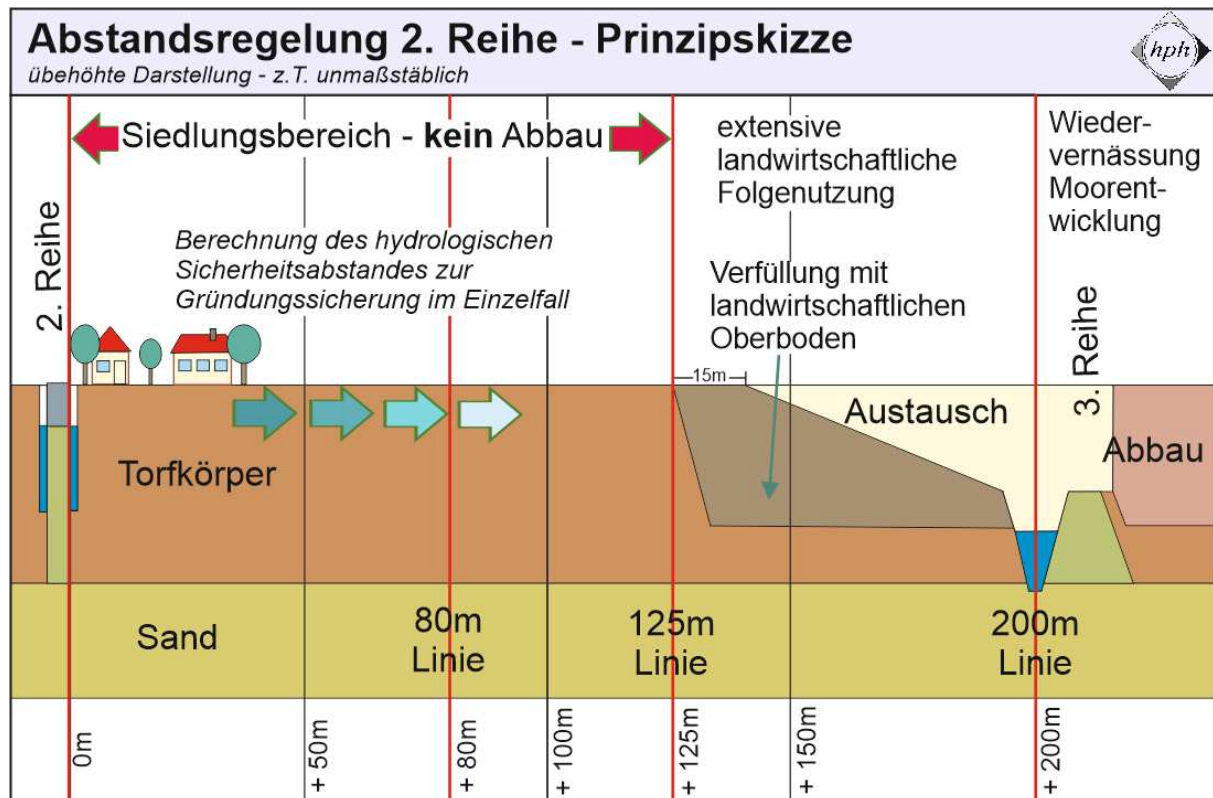 Abstandsregelung 2. Reihe - Prinzipskizze
übehöhte Darstellung - z.T. unmaßstäblich
hph
Siedlungsbereich - kein Abbau
extensive
landwirtschaftliche
Folgenutzung
Wieder-
vernässung
Moorent-
wicklung
2. Reihe
Berechnung des hydrologischen
Sicherheitsabstandes zur
Gründungssicherung im Einzelfall
Verfüllung mit
landwirtschaftlichen
Oberboden
3. Reihe
15m
Austausch
Abbau
Torfkörper
Sand
80m
Linie
125m
Linie
200m
Linie
0m
+ 50m
+ 80m
+ 100m
+ 125m
+ 150m
+ 200m